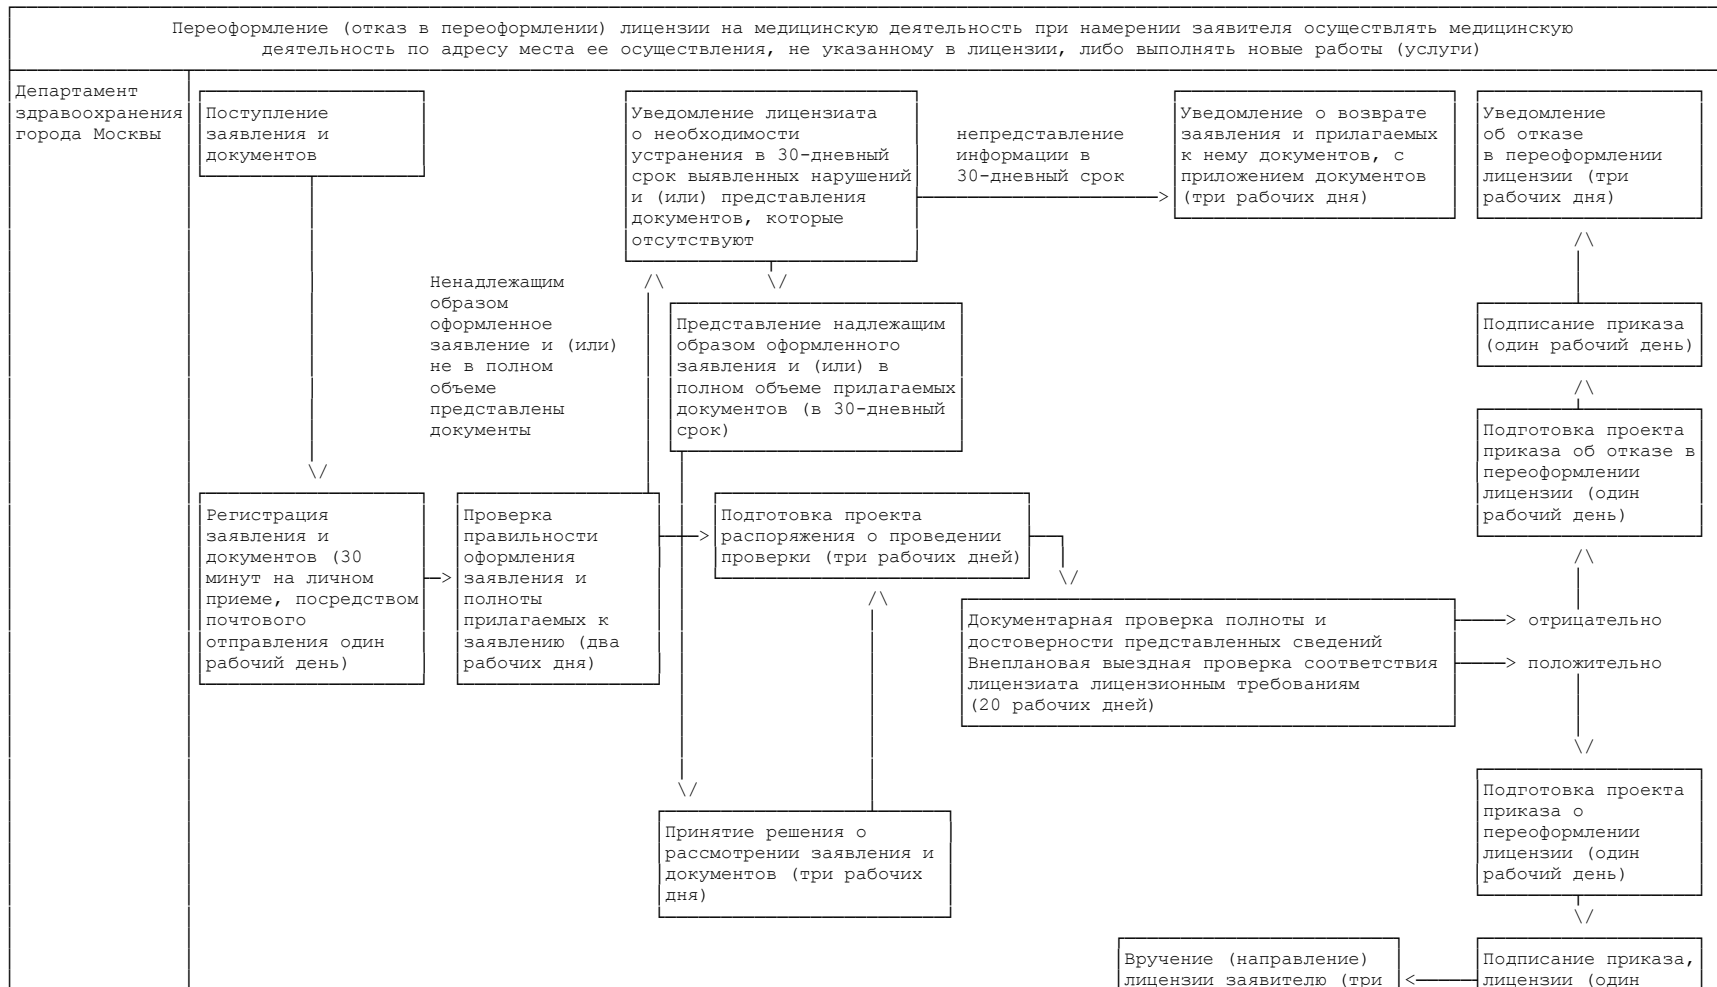 Переоформление (отказ в переоформлении) лицензии на медицинскую деятельность при намерении заявителя осуществлять медицинскую
деятельность по адресу места ее осуществления, не указанному в лицензии, либо выполнять новые работы (услуги)
Департамент
здравоохранения
города Москвы
Поступление
заявления и
документов
Уведомление лицензиата
о необходимости
устранения в 30-дневный
срок выявленных нарушений
и (или) представления
документов, которые
отсутствуют
непредставление
информации в
30-дневный срок
Уведомление о возврате
заявления и прилагаемых
к нему документов, с
приложением документов
(три рабочих дня)
Уведомление
об отказе
в переоформлении
лицензии (три
рабочих дня)
Ненадлежащим
образом
оформленное
заявление и (или)
не в полном
объеме
представлены
документы
Представление надлежащим
образом оформленного
заявления и (или) в
полном объеме прилагаемых
документов (в 30-дневный
срок)
Подписание приказа
(один рабочий день)
Подготовка проекта
приказа об отказе в
переоформлении
лицензии (один
рабочий день)
Регистрация
заявления и
документов (30
минут на личном
приеме, посредством
почтового
отправления один
рабочий день)
Проверка
правильности
оформления
заявления и
полноты
прилагаемых к
заявлению (два
рабочих дня)
Подготовка проекта
распоряжения о проведении
проверки (три рабочих дней)
Документарная проверка полноты и
достоверности представленных сведений
Внеплановая выездная проверка соответствия
лицензиата лицензионным требованиям
(20 рабочих дней)
отрицательно
положительно
Принятие решения о
рассмотрении заявления и
документов (три рабочих
дня)
Подготовка проекта
приказа о
переоформлении
лицензии (один
рабочий день)
Вручение (направление)
лицензии заявителю (три
Подписание приказа,
лицензии (один